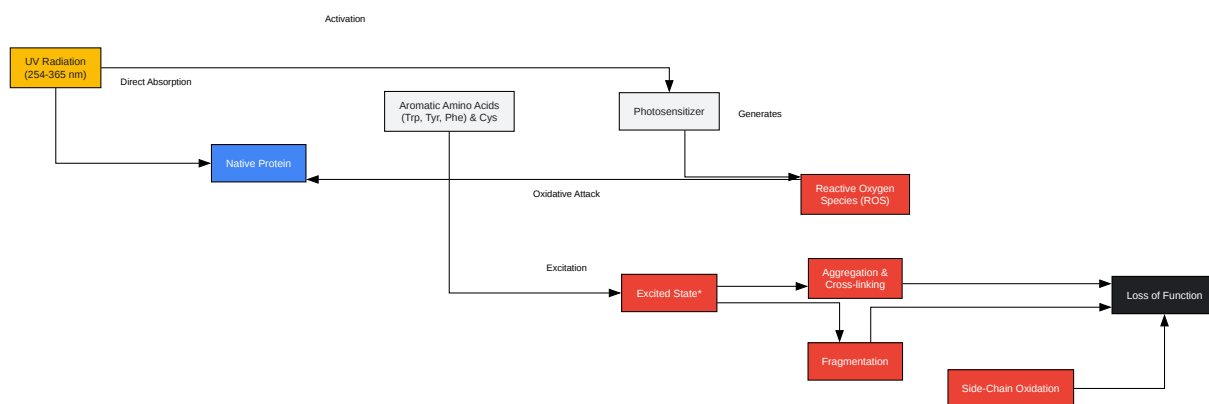 Activation
UV Radiation
(254-365 nm)
Direct Absorption
Aromatic Amino Acids
(Trp, Tyr, Phe) & Cys
Photosensitizer
Generates
Native Protein
Oxidative Attack
Reactive Oxygen
Species (ROS)
Excitation
Excited State*
Aggregation &
Cross-linking
Loss of Function
Fragmentation
Side-Chain Oxidation